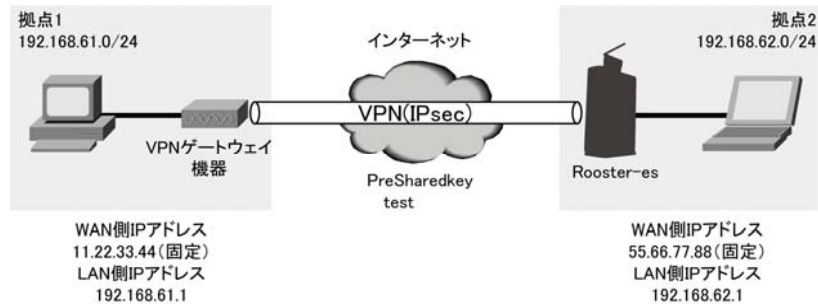 拠点1
192.168.61.0/24
インターネット
拠点2
192.168.62.0/24
VPN(IPsec)
VPNゲートウェイ
機器
PreSharedkey
test
Rooster-es
WAN側IPアドレス
11.22.33.44(固定)
LAN側IPアドレス
192.168.61.1
WAN側IPアドレス
55.66.77.88(固定)
LAN側IPアドレス
192.168.62.1